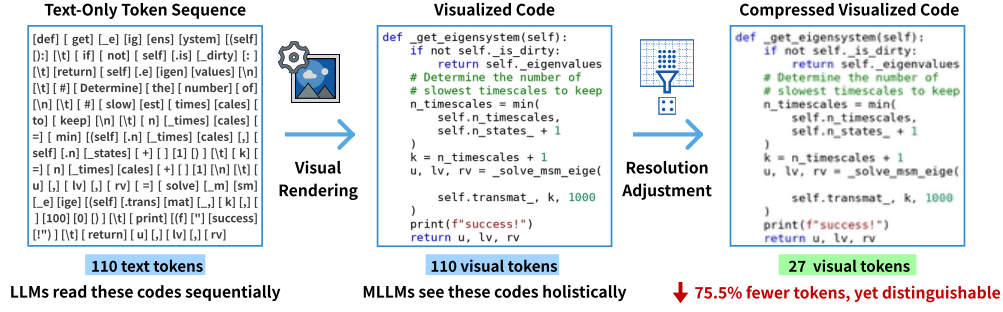 Text-Only Token Sequence
[def] [ get] [_e] [ig] [ens] [ystem] [(self]
():] [\t] [ if] [ not] [ self] [.is] [_dirty] [: ]
[\t] [return] [ self] [.e] [igen] [values] [\n]
[\t] [ #] [ Determine] [ the] [ number] [ of]
[\n] [\t] [ #] [ slow] [est] [ times] [cales] [
to] [ keep] [\n] [\t] [ n] [_times] [cales] [
=] [ min] [(self] [.n] [_times] [cales] [,] [
self] [.n] [_states] [ +] [ ] [1] [) ] [\t] [ k] [
=] [ n] [_times] [cales] [ +] [ ] [1] [\n] [\t] [
u] [,] [ lv] [,] [ rv] [ =] [ solve] [_m] [sm]
[_e] [ige] [(self] [.trans] [mat] [_,] [ k] [,] [
] [100] [0] [) ] [\t] [ print] [(f] ["] [success]
[!") ] [\t] [ return] [ u] [,] [ lv] [,] [ rv]
110 text tokens
LLMs read these codes sequentially
Visual
Rendering
Visualized Code
def _get_eigensystem(self):
if not self._is_dirty:
return self._eigenvalues
# Determine the number of
# slowest timescales to keep
n_timescales = min(
self.n_timescales,
self.n_states_ + 1
)
k = n_timescales + 1
u, lv, rv = _solve_msm_eige(
self.transmat_, k, 1000
)
print(f"success!")
return u, lv, rv
110 visual tokens
MLLMs see these codes holistically
Resolution
Adjustment
Compressed Visualized Code
def _get_eigensystem(self):
if not self._is_dirty:
return self._eigenvalues
# Determine the number of
# slowest timescales to keep
n_timescales = min(
self.n_timescales,
self.n_states_ + 1
)
k = n_timescales + 1
u, lv, rv = _solve_msm_eige(
self.transmat_, k, 1000
)
print(f"success!")
return u, lv, rv
27 visual tokens
75.5% fewer tokens, yet distinguishable